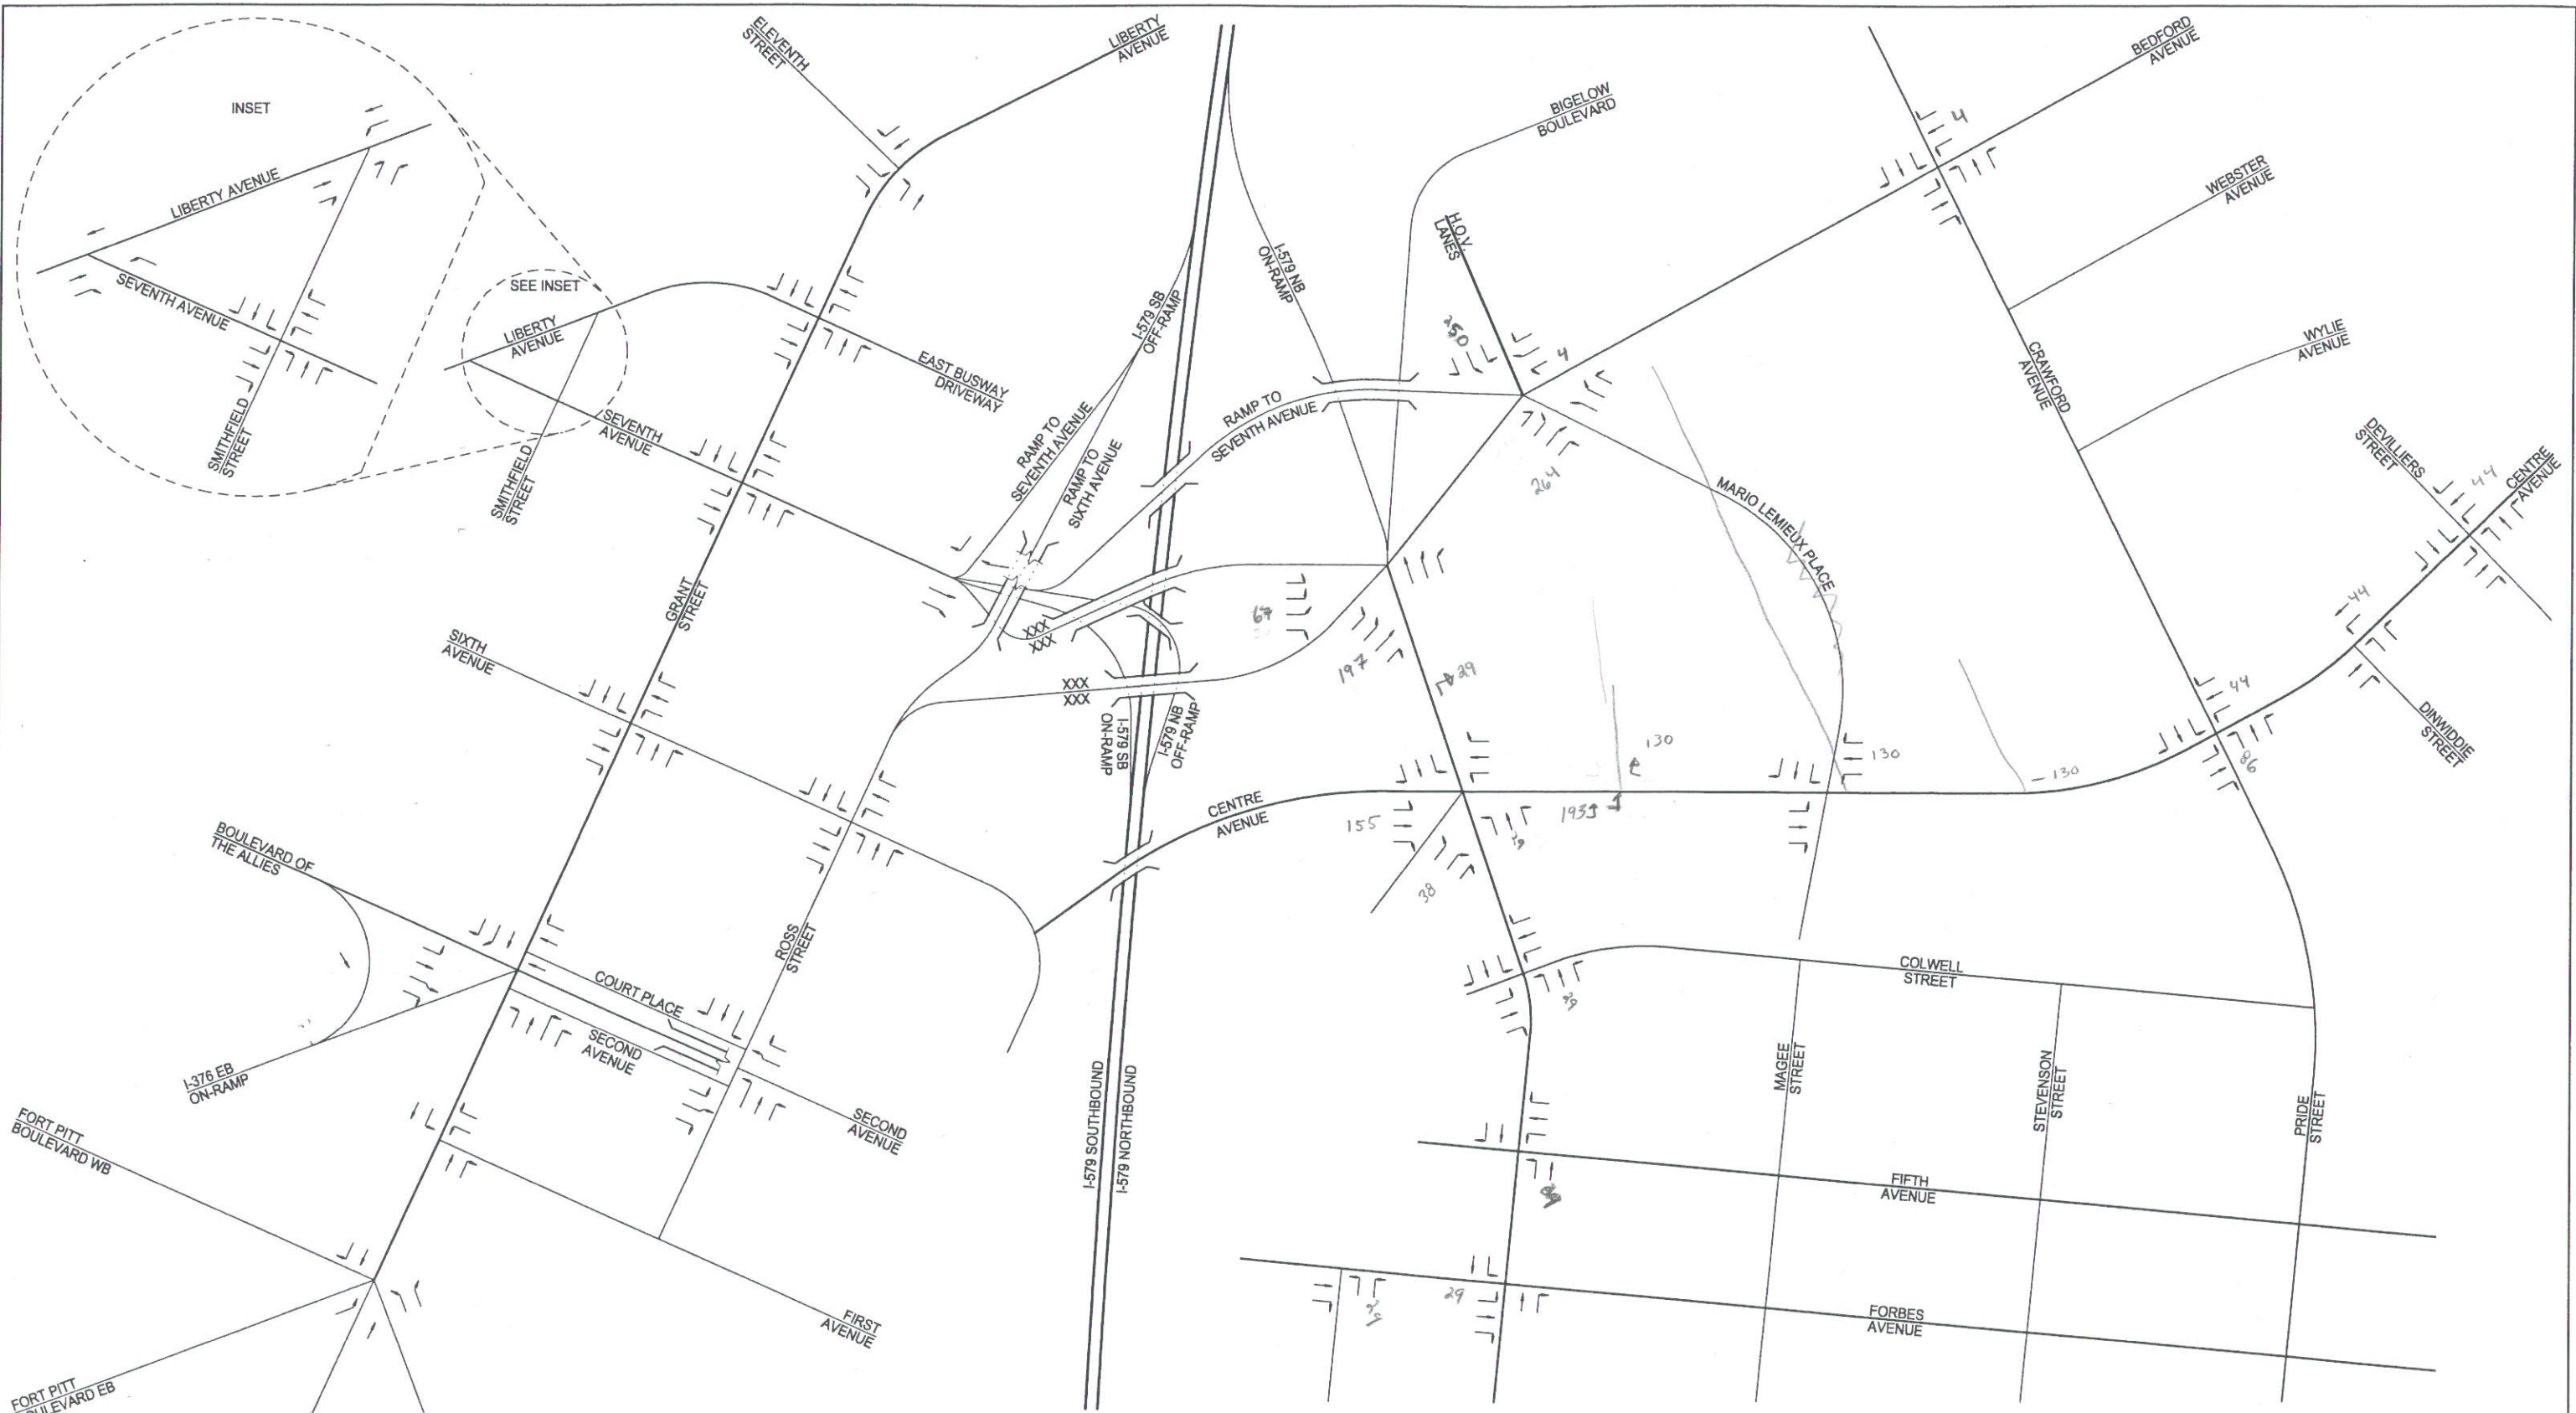 INSET
LIBERTY AVENUE
SEVENTH AVENUE
SMITHFIELD
STREET
SEE INSET
LIBERTY
AVENUE
SMITHFIELD
STREET
SEVENTH
AVENUE
ELEVENTH
STREET
LIBERTY
AVENUE
EAST BUSWAY
DRIVEWAY
GRANT
STREET
RAMP TO
SEVENTH AVENUE
RAMP TO
SIXTH AVENUE
I-579 SB
OFF-RAMP
I-579 NB
ON-RAMP
RAMP TO
SEVENTH AVENUE
BIGELOW
BOULEVARD
H.O.V.
LANES
250
4
264
BEDFORD
AVENUE
4
WEBSTER
AVENUE
WYLIE
AVENUE
CRAWFORD
AVENUE
MARIO LEMIEUX PLACE
DEVILLIERS
STREET
44
CENTRE
AVENUE
44
44
86
DINWIDDIE
STREET
67
197
29
XXX
XXX
XXX
XXX
I-579 SB
ON-RAMP
I-579 NB
OFF-RAMP
SIXTH
AVENUE
130
193
130
130
CENTRE
AVENUE
155
38
29
BOULEVARD OF
THE ALLIES
ROSS
STREET
COURT PLACE
SECOND
AVENUE
SECOND
AVENUE
I-376 EB
ON-RAMP
FORT PITT
BOULEVARD WB
FORT PITT
BOULEVARD EB
FIRST
AVENUE
I-579 SOUTHBOUND
I-579 NORTHBOUND
29
COLWELL
STREET
MAGEE
STREET
STEVENSON
STREET
PRIDE
STREET
FIFTH
AVENUE
29
29
FORBES
AVENUE